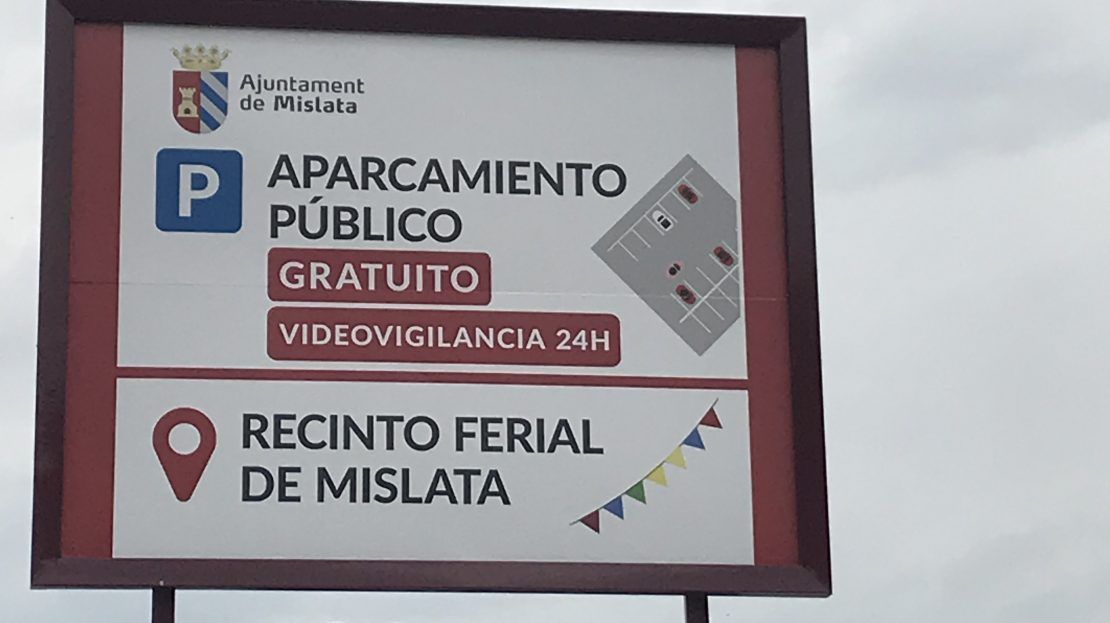 Ajuntament
de Mislata
P
APARCAMIENTO
PÚBLICO
GRATUITO
VIDEOVIGILANCIA 24H
RECINTO FERIAL
DE MISLATA